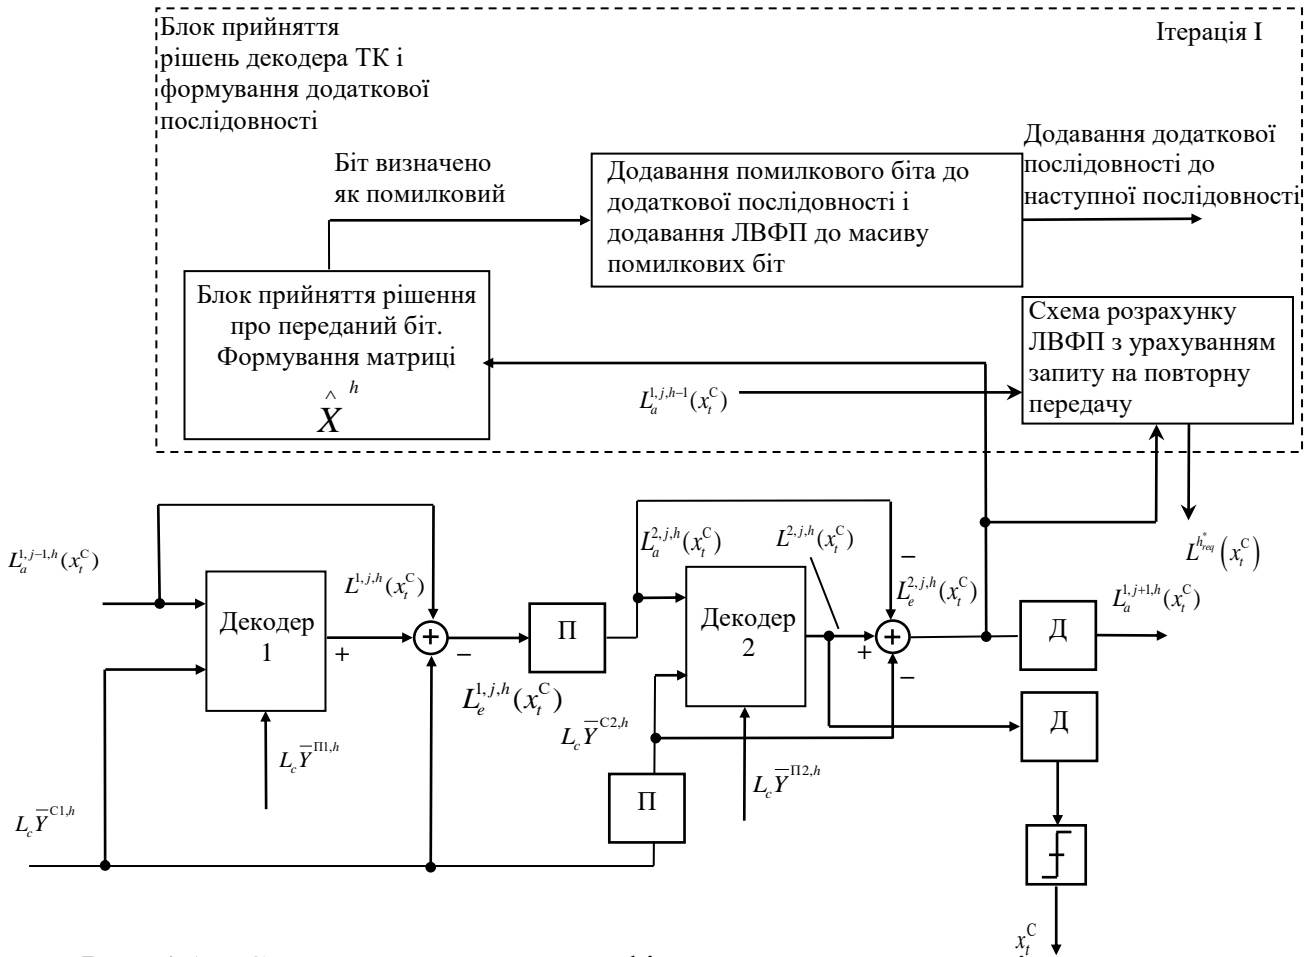 Блок прийняття
рішень декодера ТК і
формування додаткової
послідовності
Ітерація I
Біт визначено
як помилковий
Додавання помилкового біта до
додаткової послідовності і
додавання ЛВФП до масиву
помилкових біт
Додавання додаткової
послідовності до
наступної послідовності
Блок прийняття рішення
про переданий біт.
Формування матриці
X̂ ^h
Схема розрахунку
ЛВФП з урахуванням
запиту на повторну
передачу
L_a^{1,j,h−1}(x_t^C)
L_a^{1,j−1,h}(x_t^C)
L^{1,j,h}(x_t^C)
L_a^{2,j,h}(x_t^C)
L^{2,j,h}(x_t^C)
L_e^{2,j,h}(x_t^C)
L^{h*_{req}}(x_t^C)
L_a^{1,j+1,h}(x_t^C)
Декодер
1
+
+
−
П
Декодер
2
−
+
+
−
Д
L_e^{1,j,h}(x_t^C)
L_c Y̅^{П1,h}
L_c Y̅^{C2,h}
L_c Y̅^{П2,h}
Д
П
L_c Y̅^{C1,h}
x_t^C